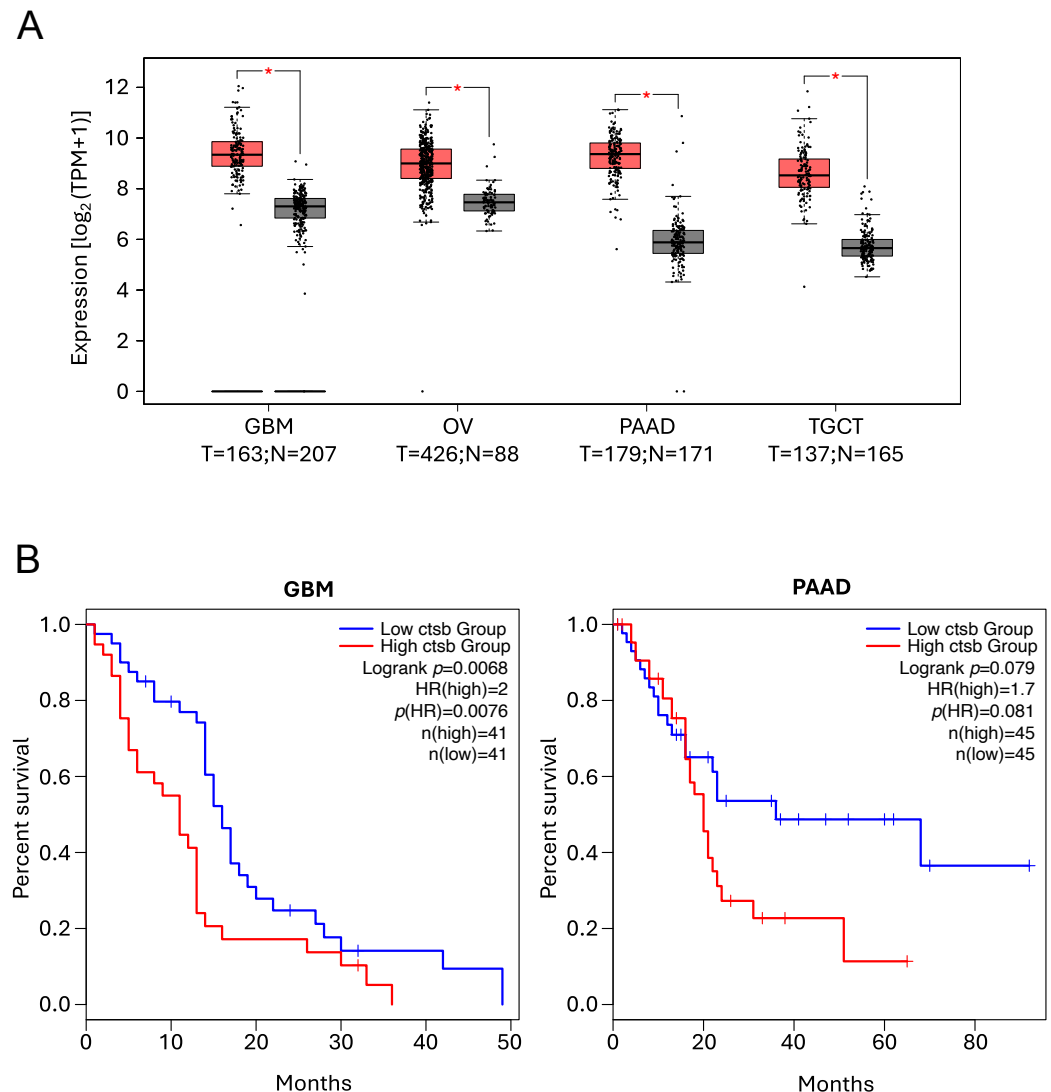 A
Expression [log₂ (TPM+1)]
12
10
8
6
4
2
0
*
*
*
*
GBM
OV
PAAD
TGCT
T=163;N=207
T=426;N=88
T=179;N=171
T=137;N=165
B
GBM
Percent survival
1.0
0.8
0.6
0.4
0.2
0.0
Low ctsb Group
High ctsb Group
Logrank p=0.0068
HR(high)=2
p(HR)=0.0076
n(high)=41
n(low)=41
0 10 20 30 40 50
Months
PAAD
Percent survival
1.0
0.8
0.6
0.4
0.2
0.0
Low ctsb Group
High ctsb Group
Logrank p=0.079
HR(high)=1.7
p(HR)=0.081
n(high)=45
n(low)=45
0 20 40 60 80
Months